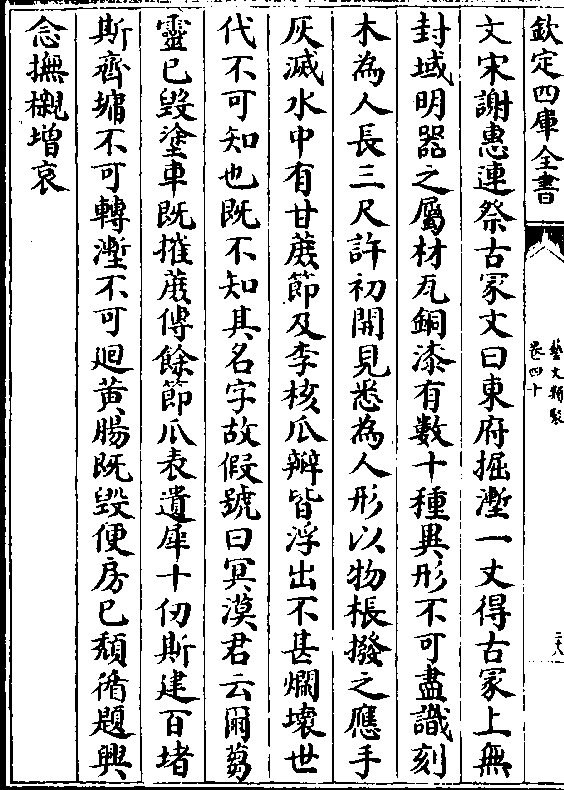 欽定四庫全書
藝文類聚
卷四十
二十八
文宋謝惠連祭古冢文曰東府掘壍一丈得古冢上無
封域明器之屬材瓦銅漆有數十種異形不可盡識刻
木為人長三尺許初開見悉為人形以物棖撥之應手
灰滅水中有甘蔗節及李核瓜瓣皆浮出不甚爛壞世
代不可知也既不知其名字故假號曰冥漠君云爾芻
靈已毀塗車既摧蔗傳餘節瓜表遺犀十仞斯建百堵
斯齊墉不可轉壍不可迴黄腸既毀便房已頽循題興
念撫櫬增哀